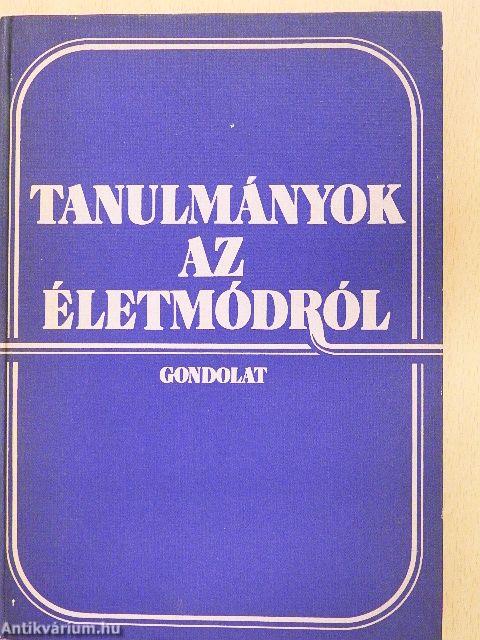 TANULMÁNYOK
AZ
ÉLETMÓDRÓL
GONDOLAT
Antikvárium.hu